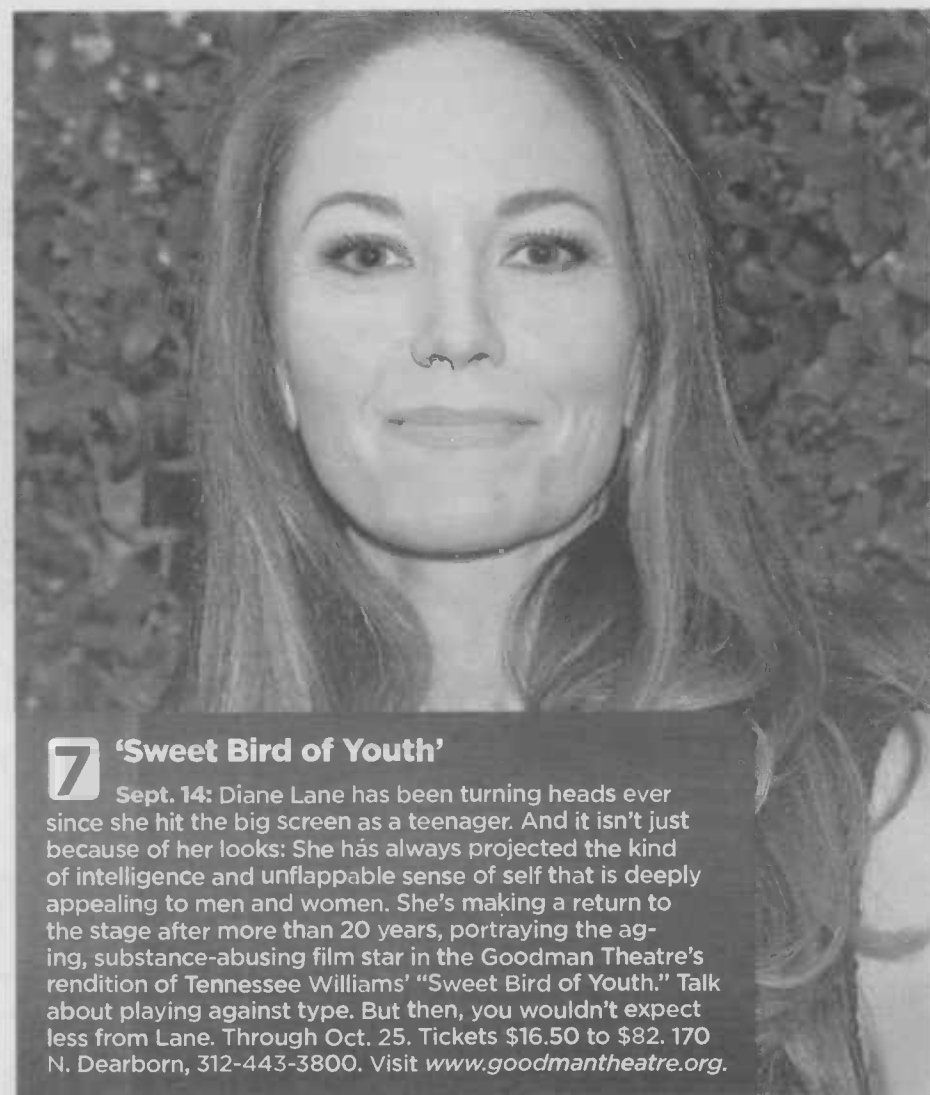 7 'Sweet Bird of Youth'
Sept. 14: Diane Lane has been turning heads ever
since she hit the big screen as a teenager. And it isn't just
because of her looks: She hás always projected the kind
of intelligence and unflappable sense of self that is deeply
appealing to men and women. She's making a return to
the stage after more than 20 years, portraying the ag-
ing, substance-abusing film star in the Goodman Theatre's
rendition of Tennessee Williams' “Sweet Bird of Youth.” Talk
about playing against type. But then, you wouldn't expect
less from Lane. Through Oct. 25. Tickets $16.50 to $82. 170
N. Dearborn, 312-443-3800. Visit www.goodmantheatre.org.